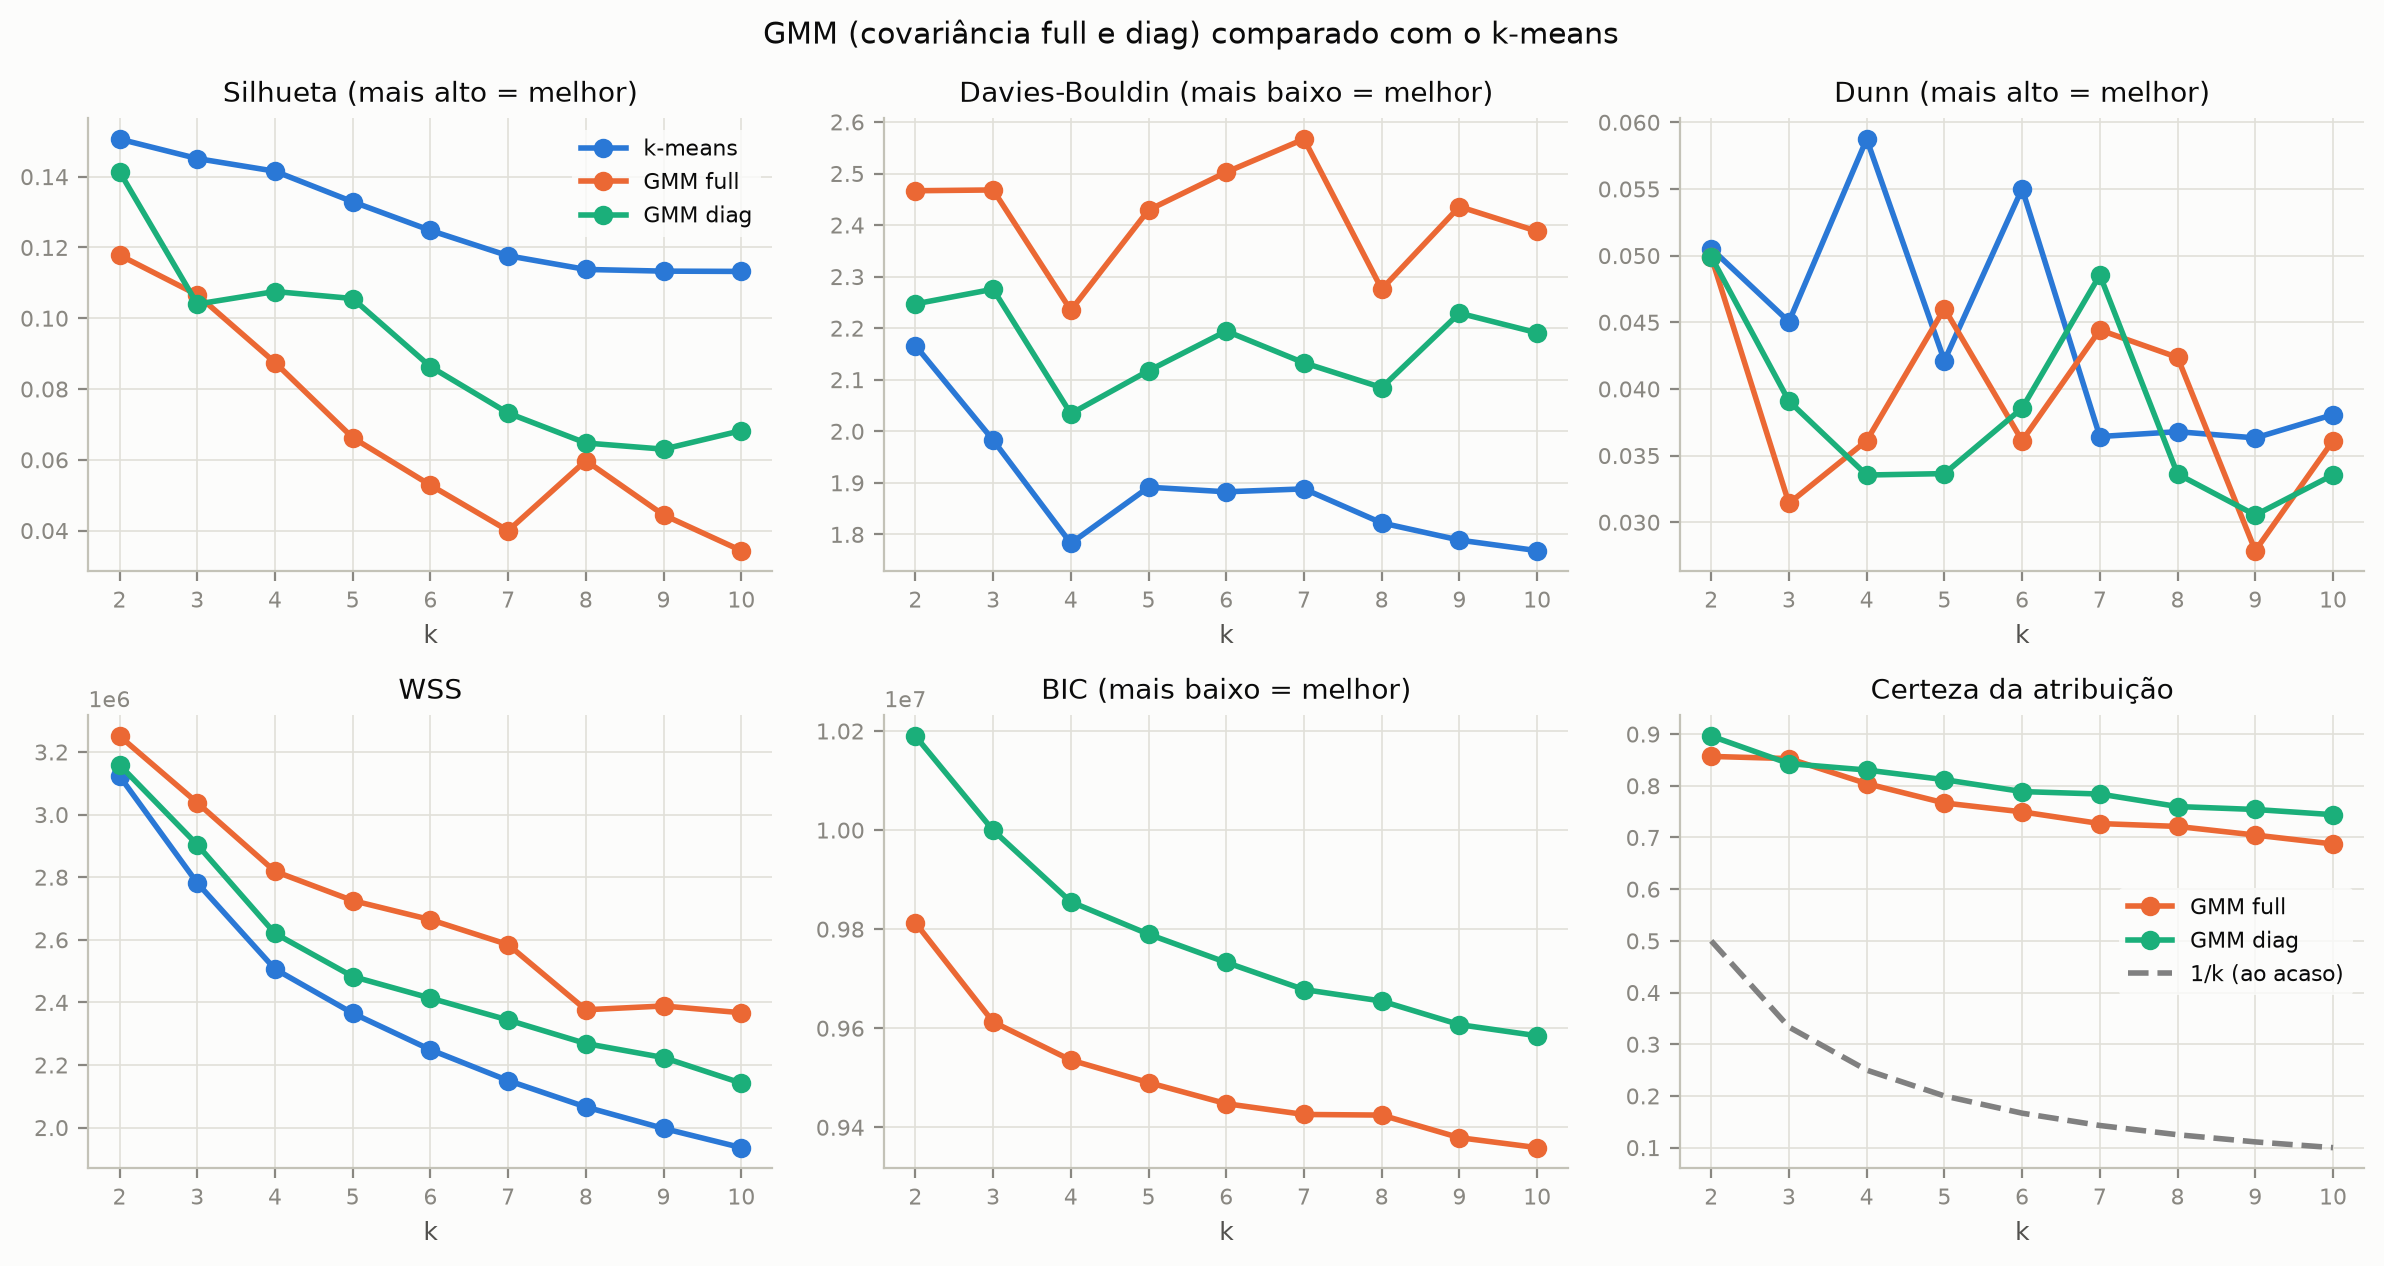 GMM (covariância full e diag) comparado com o k-means
Silhueta (mais alto = melhor)
k-means
GMM full
GMM diag
0.14
0.12
0.10
0.08
0.06
0.04
2 3 4 5 6 7 8 9 10
k
Davies-Bouldin (mais baixo = melhor)
2.6
2.5
2.4
2.3
2.2
2.1
2.0
1.9
1.8
2 3 4 5 6 7 8 9 10
k
Dunn (mais alto = melhor)
0.060
0.055
0.050
0.045
0.040
0.035
0.030
2 3 4 5 6 7 8 9 10
k
WSS
1e6
3.2
3.0
2.8
2.6
2.4
2.2
2.0
2 3 4 5 6 7 8 9 10
k
BIC (mais baixo = melhor)
1e7
1.02
1.00
0.98
0.96
0.94
2 3 4 5 6 7 8 9 10
k
Certeza da atribuição
0.9
0.8
0.7
0.6
0.5
0.4
0.3
0.2
0.1
GMM full
GMM diag
1/k (ao acaso)
2 3 4 5 6 7 8 9 10
k